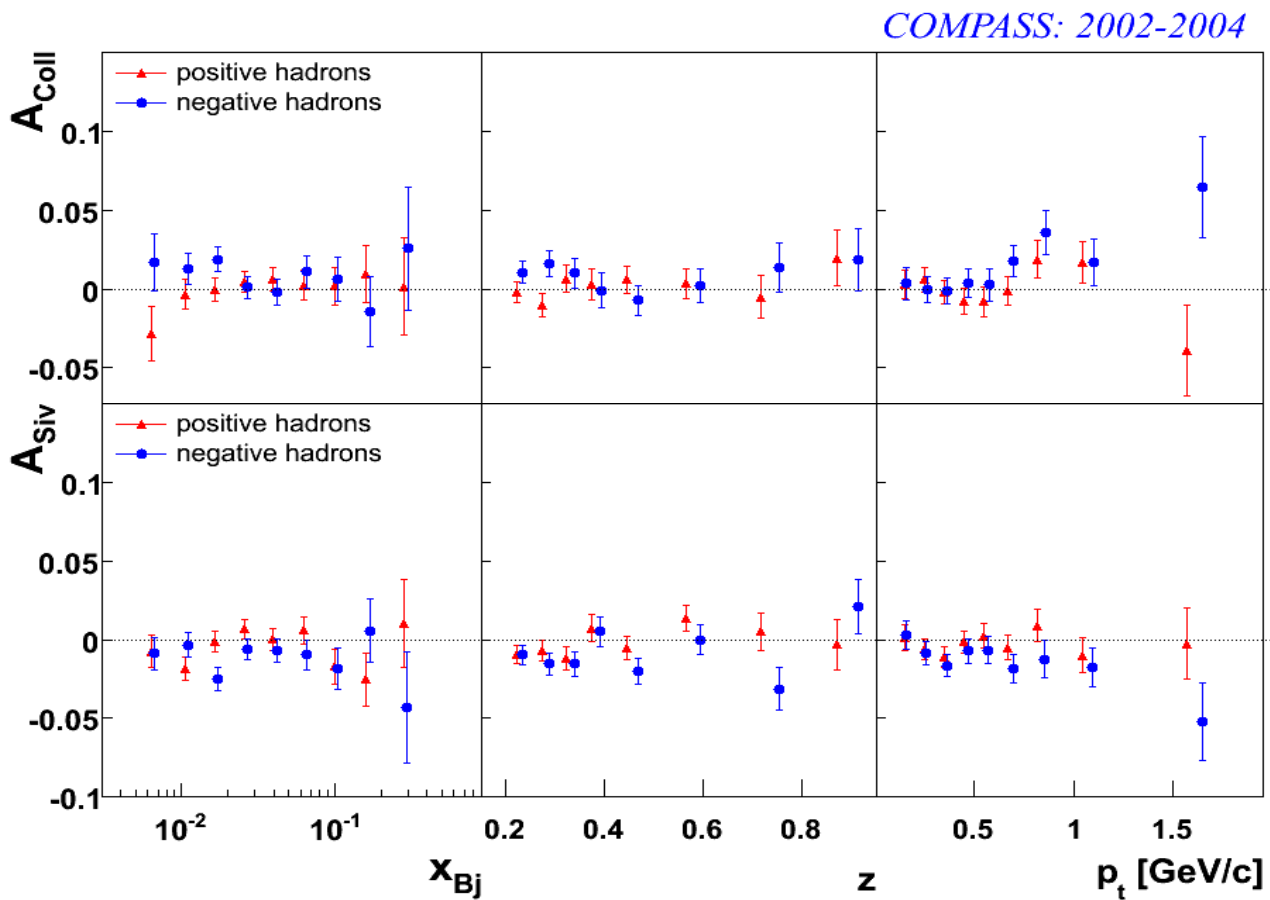 COMPASS: 2002-2004
A_Coll
positive hadrons
negative hadrons
0.1
0.05
0
-0.05
A_Siv
positive hadrons
negative hadrons
0.1
0.05
0
-0.05
-0.1
10^-2 10^-1 0.2 0.4 0.6 0.8 0.5 1 1.5
x_Bj z p_t [GeV/c]